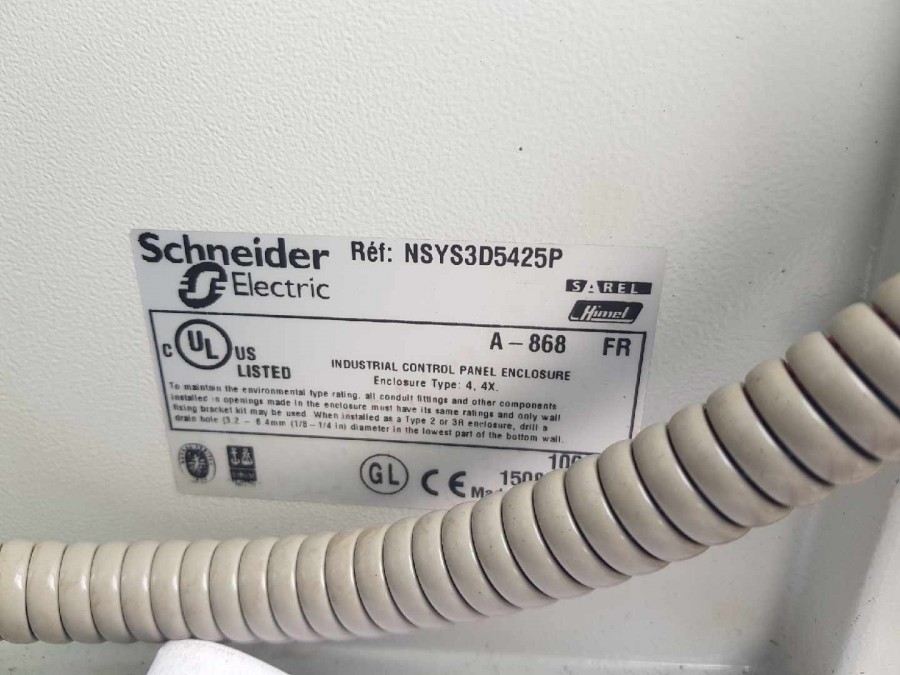 Schneider
Electric
Réf: NSYS3D5425P
SAREL
Himel
C UL US
LISTED
A - 868 FR
INDUSTRIAL CONTROL PANEL ENCLOSURE
Enclosure Type: 4, 4X.
To maintain the environmental type rating, all conduit fittings and other components
installed in openings made in the enclosure must have its same ratings and only wall
fixing bracket kit may be used. When installed as a Type 2 or 3R enclosure, drill a
drain hole (3.2 - 6.4mm (1/8-1/4 in) diameter in the lowest part of the bottom wall.
GL CE